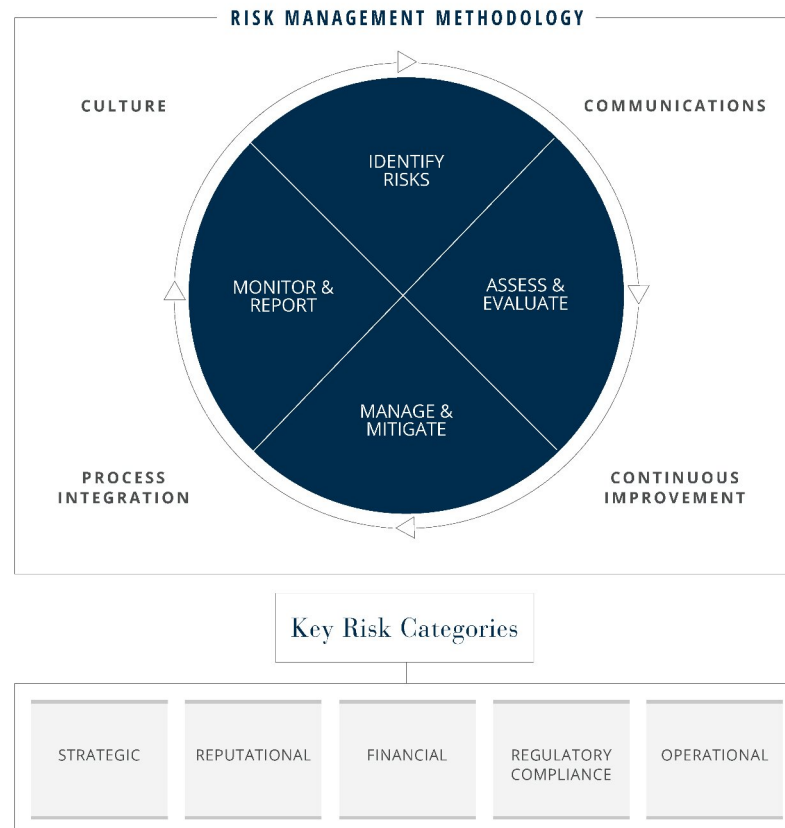 RISK MANAGEMENT METHODOLOGY
CULTURE
COMMUNICATIONS
IDENTIFY
RISKS
MONITOR &
REPORT
ASSESS &
EVALUATE
MANAGE &
MITIGATE
PROCESS
INTEGRATION
CONTINUOUS
IMPROVEMENT
Key Risk Categories
STRATEGIC
REPUTATIONAL
FINANCIAL
REGULATORY
COMPLIANCE
OPERATIONAL